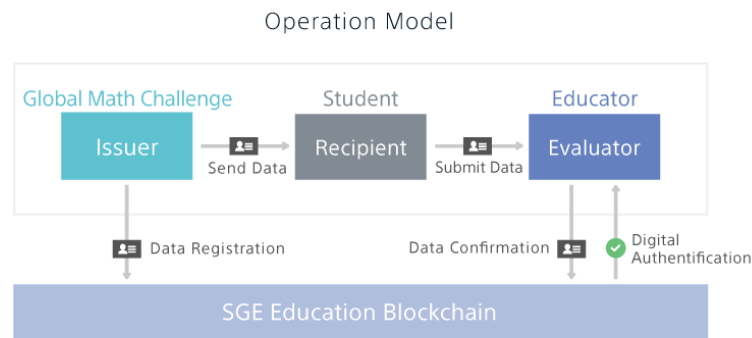 Operation Model
Global Math Challenge
Student
Educator
Issuer
Recipient
Evaluator
Send Data
Submit Data
Data Registration
Data Confirmation
Digital
Authentification
SGE Education Blockchain